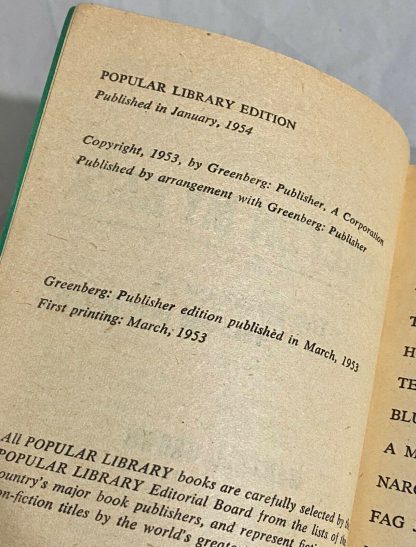 POPULAR LIBRARY EDITION
Published in January, 1954
Copyright, 1953, by Greenberg: Publisher, A Corporation
Published by arrangement with Greenberg: Publisher
Greenberg: Publisher edition published in March, 1953
First printing: March, 1953
All POPULAR LIBRARY books are carefully selected by the
POPULAR LIBRARY Editorial Board from the lists of the
ountry's major book publishers, and represent
on-fiction titles by the world's
T
H
TE
BLU
A M
NARC
FAG